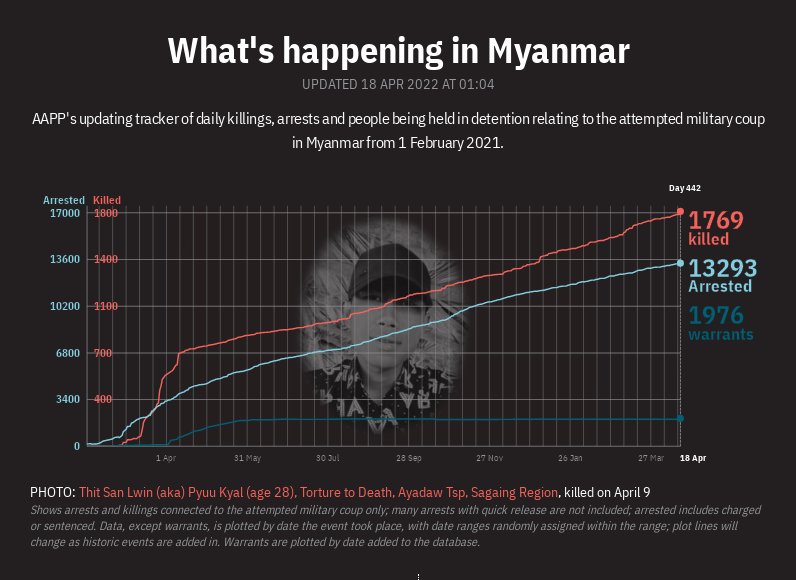 What's happening in Myanmar
UPDATED 18 APR 2022 AT 01:04
AAPP's updating tracker of daily killings, arrests and people being held in detention relating to the attempted military coup
in Myanmar from 1 February 2021.
Day 442
Arrested Killed
17000 1800
1769
killed
13600 1400
13293
Arrested
10200 1100
1976
warrants
6800 700
3400 400
0
1 Apr 31 May 30 Jul 28 Sep 27 Nov 26 Jan 27 Mar 18 Apr
PHOTO: Thit San Lwin (aka) Pyuu Kyal (age 28), Torture to Death, Ayadaw Tsp, Sagaing Region, killed on April 9
Shows arrests and killings connected to the attempted military coup only; many arrests with quick release are not included; arrested includes charged
or sentenced. Data, except warrants, is plotted by date the event took place, with date ranges randomly assigned within the range; plot lines will
change as historic events are added in. Warrants are plotted by date added to the database.